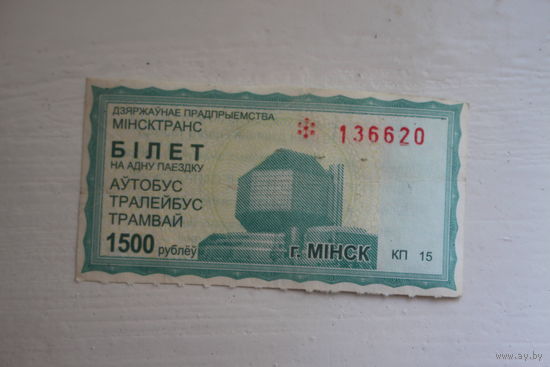 ДЗЯРЖАЎНАЕ ПРАДПРЫЕМСТВА
МІНСКТРАНС
136620
БІЛЕТ
НА АДНУ ПАЕЗДКУ
АЎТОБУС
ТРАЛЕЙБУС
ТРАМВАЙ
1500 рублёў
г. МІНСК
КП 15
https://www.ay.by